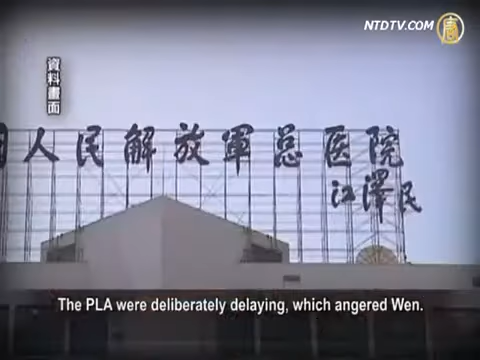 NTDTV.COM
資料畫面
人民解放軍总医院
江澤民
The PLA were deliberately delaying, which angered Wen.